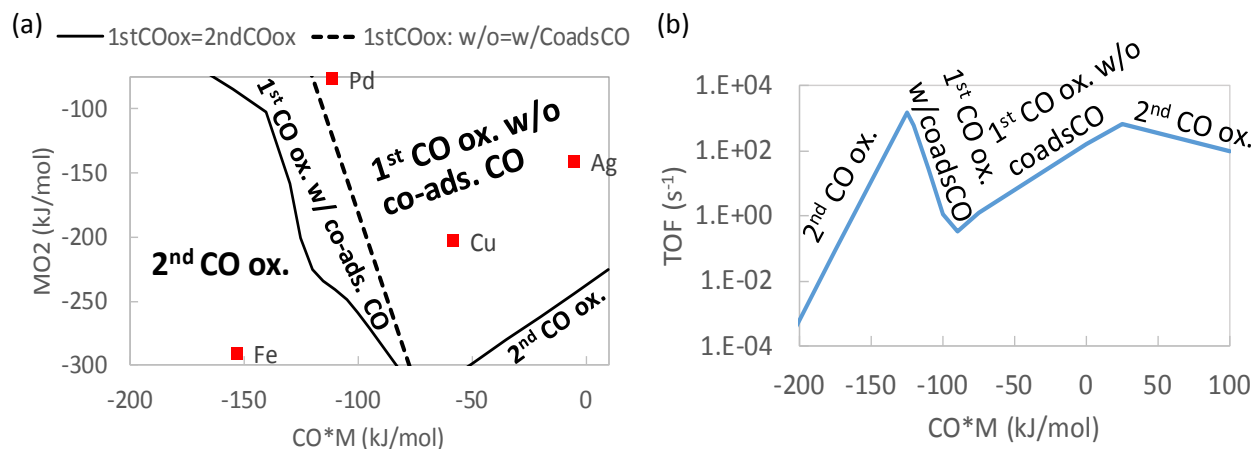 (a)
1stCOox=2ndCOox
1stCOox: w/o=w/CoadsCO
MO2 (kJ/mol)
-100
-150
-200
-250
-300
-200
-150
-100
-50
0
CO*M (kJ/mol)
Pd
Ag
Cu
Fe
1st CO ox. w/ co-ads. CO
1st CO ox. w/o
co-ads. CO
2nd CO ox.
2nd CO ox.
(b)
TOF (s-1)
1.E+04
1.E+02
1.E+00
1.E-02
1.E-04
-200
-150
-100
-50
0
50
100
CO*M (kJ/mol)
2nd CO ox.
1st CO ox.
w/coadsCO
1st CO ox. w/o
coadsCO
2nd CO ox.